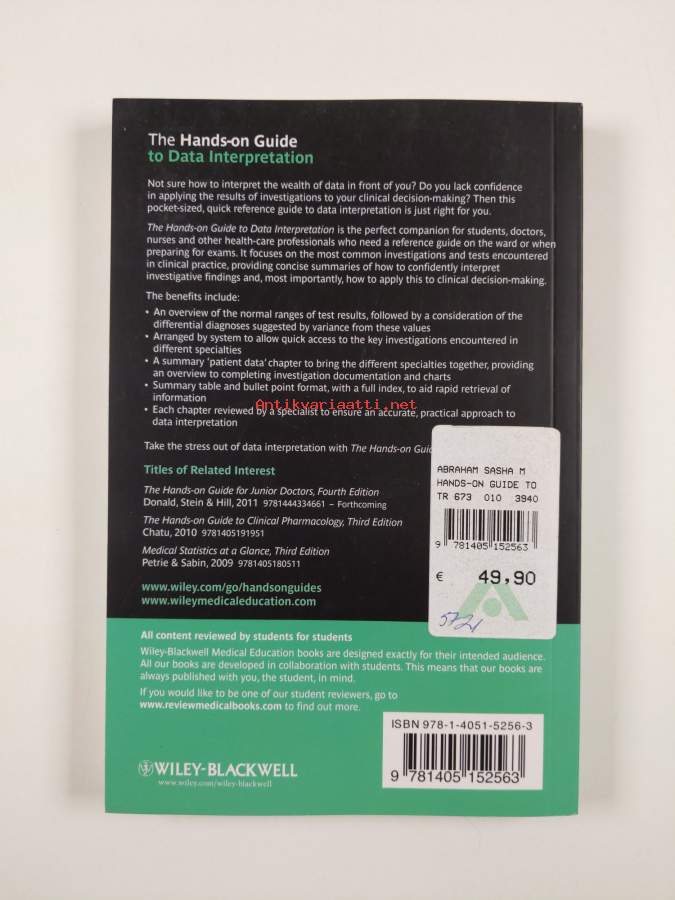 The Hands-on Guide
to Data Interpretation
Not sure how to interpret the wealth of data in front of you? Do you lack confidence
in applying the results of investigations to your clinical decision-making? Then this
pocket-sized, quick reference guide to data interpretation is just right for you.
The Hands-on Guide to Data Interpretation is the perfect companion for students, doctors,
nurses and other health-care professionals who need a reference guide on the ward or when
preparing for exams. It focuses on the most common investigations and tests encountered
in clinical practice, providing concise summaries of how to confidently interpret
investigative findings and, most importantly, how to apply this to clinical decision-making.
The benefits include:
• An overview of the normal ranges of test results, followed by a consideration of the
differential diagnoses suggested by variance from these values
• Arranged by system to allow quick access to the key investigations encountered in
different specialties
• A summary 'patient data' chapter to bring the different specialties together, providing
an overview to completing investigation documentation and charts
• Summary table and bullet point format, with a full index, to aid rapid retrieval of
information
Antikvariaatti.net
• Each chapter reviewed by a specialist to ensure an accurate, practical approach to
data interpretation
Take the stress out of data interpretation with The Hands-on
Titles of Related Interest
The Hands-on Guide for Junior Doctors, Fourth Edition
Donald, Stein & Hill, 2011 9781444334661 – Forthcoming
The Hands-on Guide to Clinical Pharmacology, Third Edition
Chatu, 2010 9781405191951
Medical Statistics at a Glance, Third Edition
Petrie & Sabin, 2009 9781405180511
www.wiley.com/go/handsonguides
www.wileymedicaleducation.com
ABRAHAM SASHA M
HANDS-ON GUIDE TO
TR 673 010 3940
9 781405 152563
€ 49,90
All content reviewed by students for students
Wiley-Blackwell Medical Education books are designed exactly for their intended audience.
All our books are developed in collaboration with students. This means that our books are
always published with you, the student, in mind.
If you would like to be one of our student reviewers, go to
www.reviewmedicalbooks.com to find out more.
ISBN 978-1-4051-5256-3
9 781405 152563
WILEY-BLACKWELL
www.wiley.com/wiley-blackwell